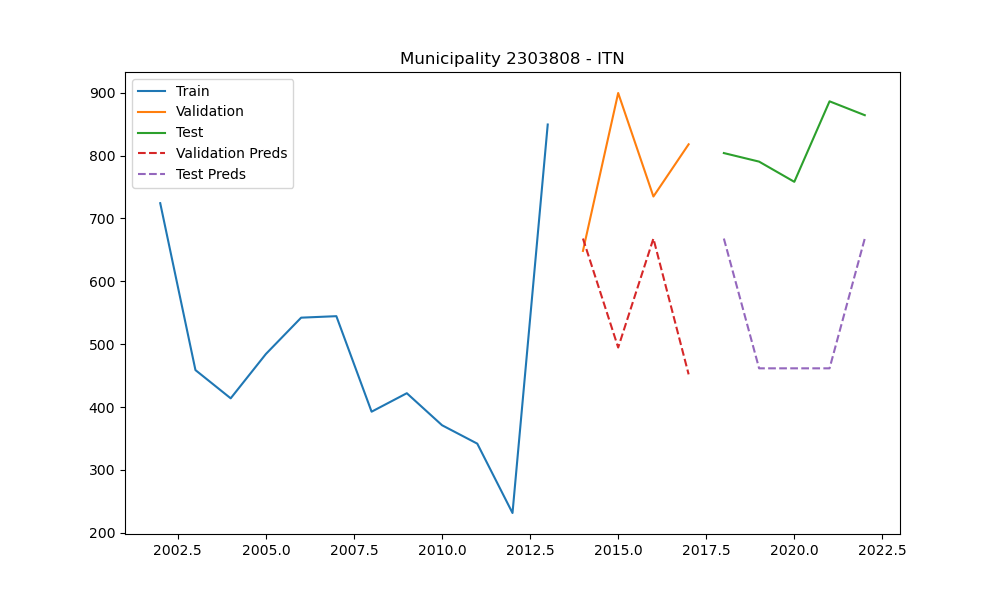 Municipality 2303808 - ITN
Train
Validation
Test
Validation Preds
Test Preds
900
800
700
600
500
400
300
200
2002.5 2005.0 2007.5 2010.0 2012.5 2015.0 2017.5 2020.0 2022.5